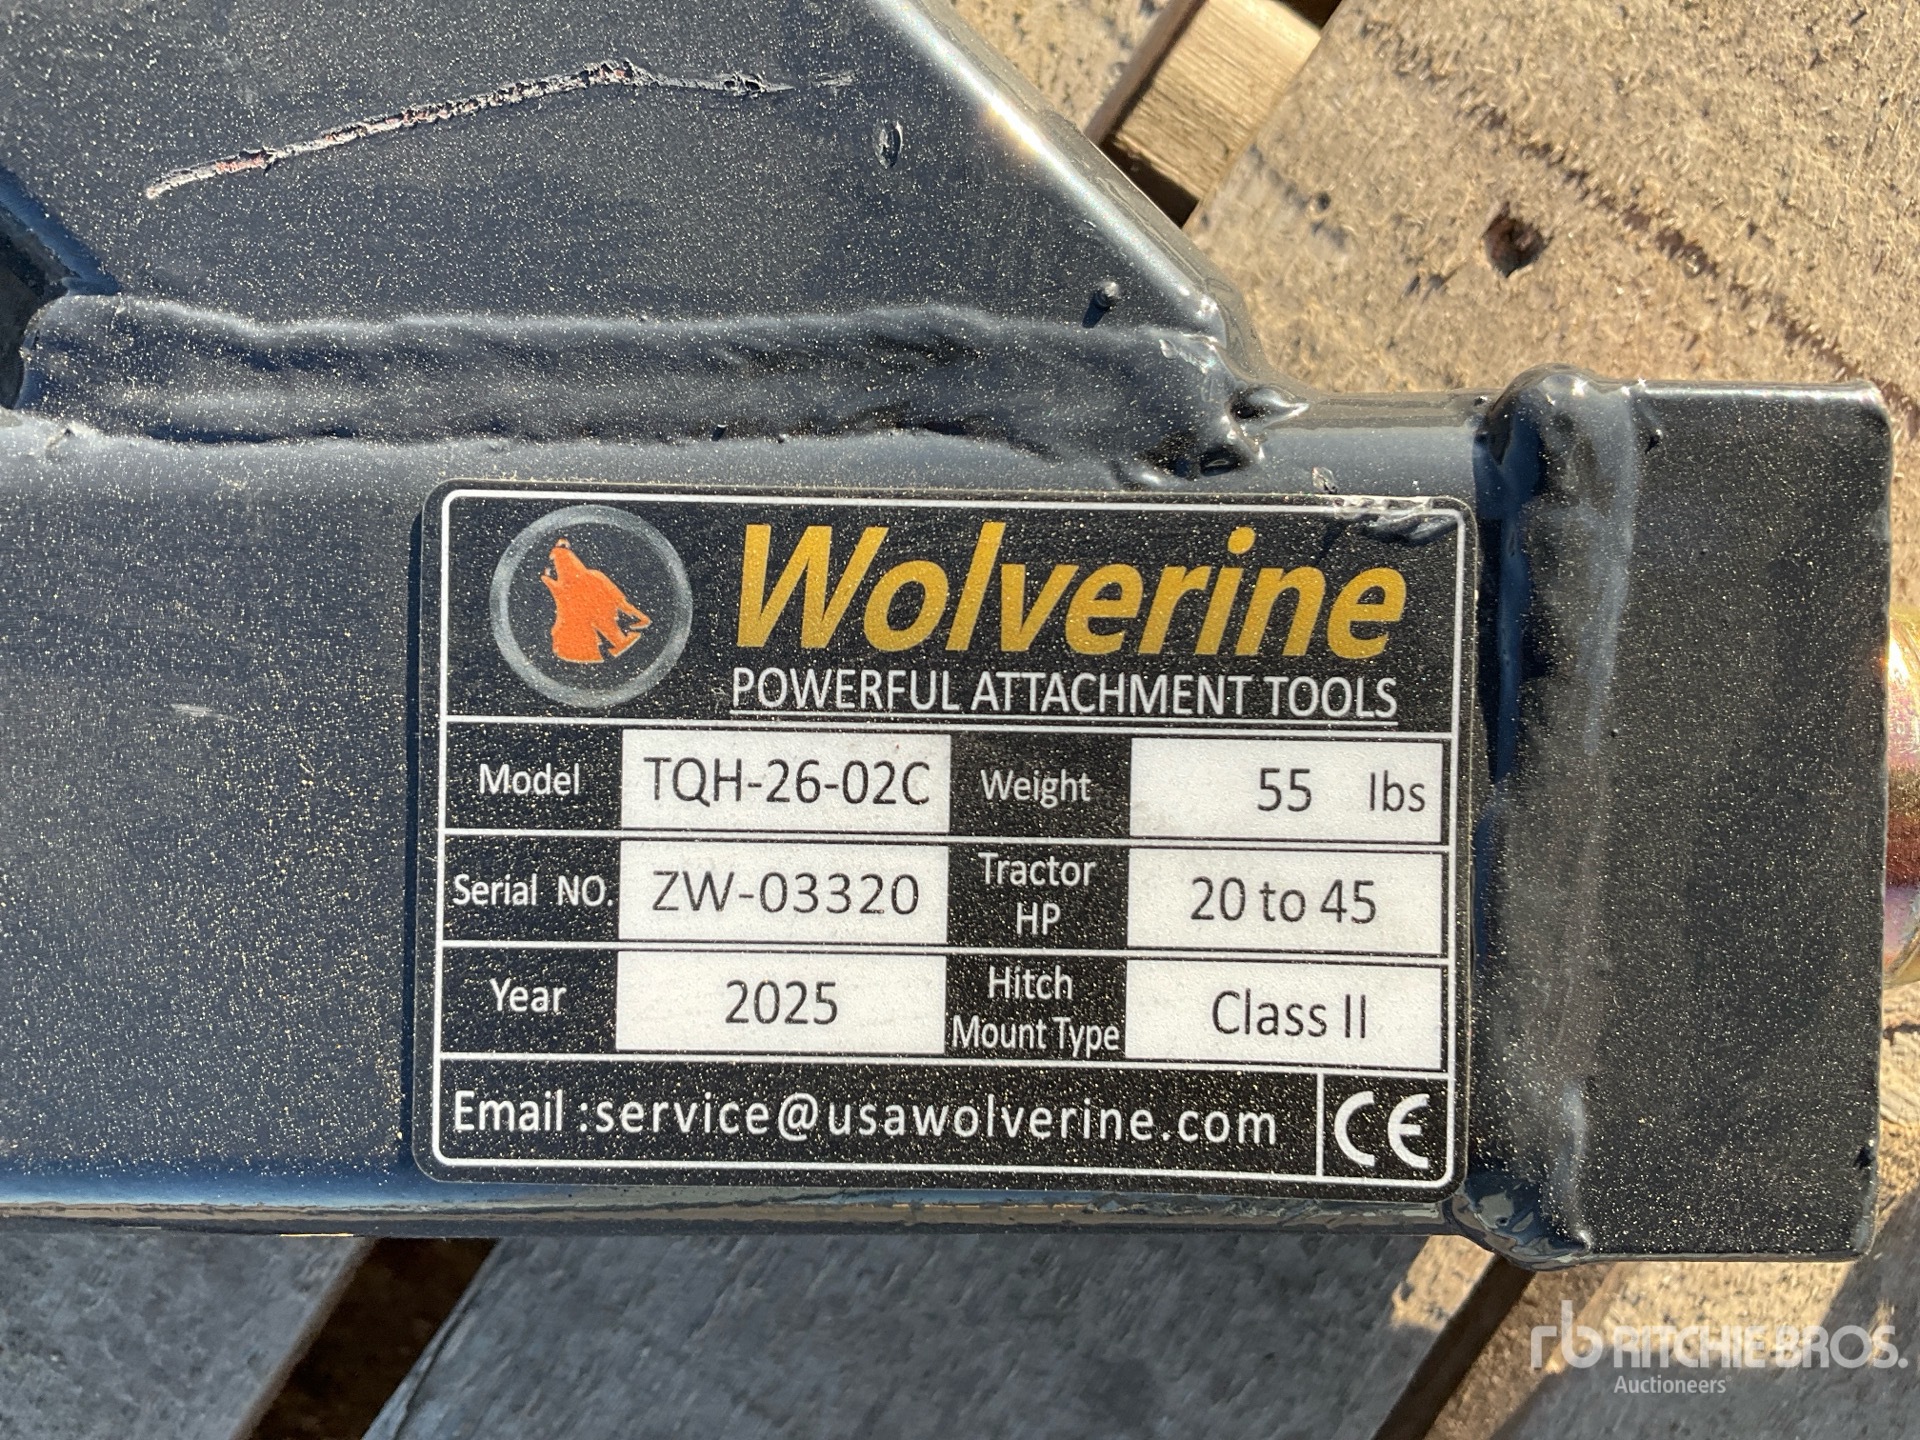 Wolverine
POWERFUL ATTACHMENT TOOLS
Model TQH-26-02C Weight 55 lbs
Serial NO. ZW-03320 Tractor HP 20 to 45
Year 2025 Hitch Mount Type Class II
Email :service@usawolverine.com CE
rb RITCHIE BROS.
Auctioneers